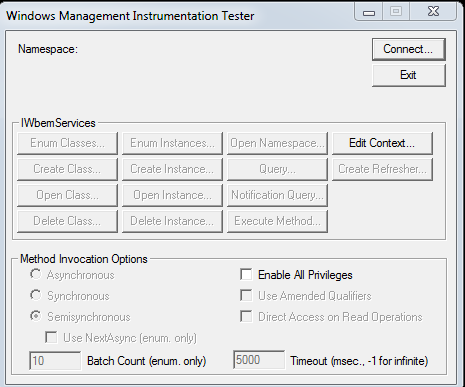 Windows Management Instrumentation Tester
Namespace:
Connect...
Exit
IWbemServices
Enum Classes... Enum Instances... Open Namespace... Edit Context...
Create Class... Create Instance... Query... Create Refresher...
Open Class... Open Instance... Notification Query...
Delete Class... Delete Instance... Execute Method...
Method Invocation Options
Asynchronous Enable All Privileges
Synchronous Use Amended Qualifiers
Semisynchronous Direct Access on Read Operations
Use NextAsync (enum. only)
10 Batch Count (enum. only) 5000 Timeout (msec., -1 for infinite)